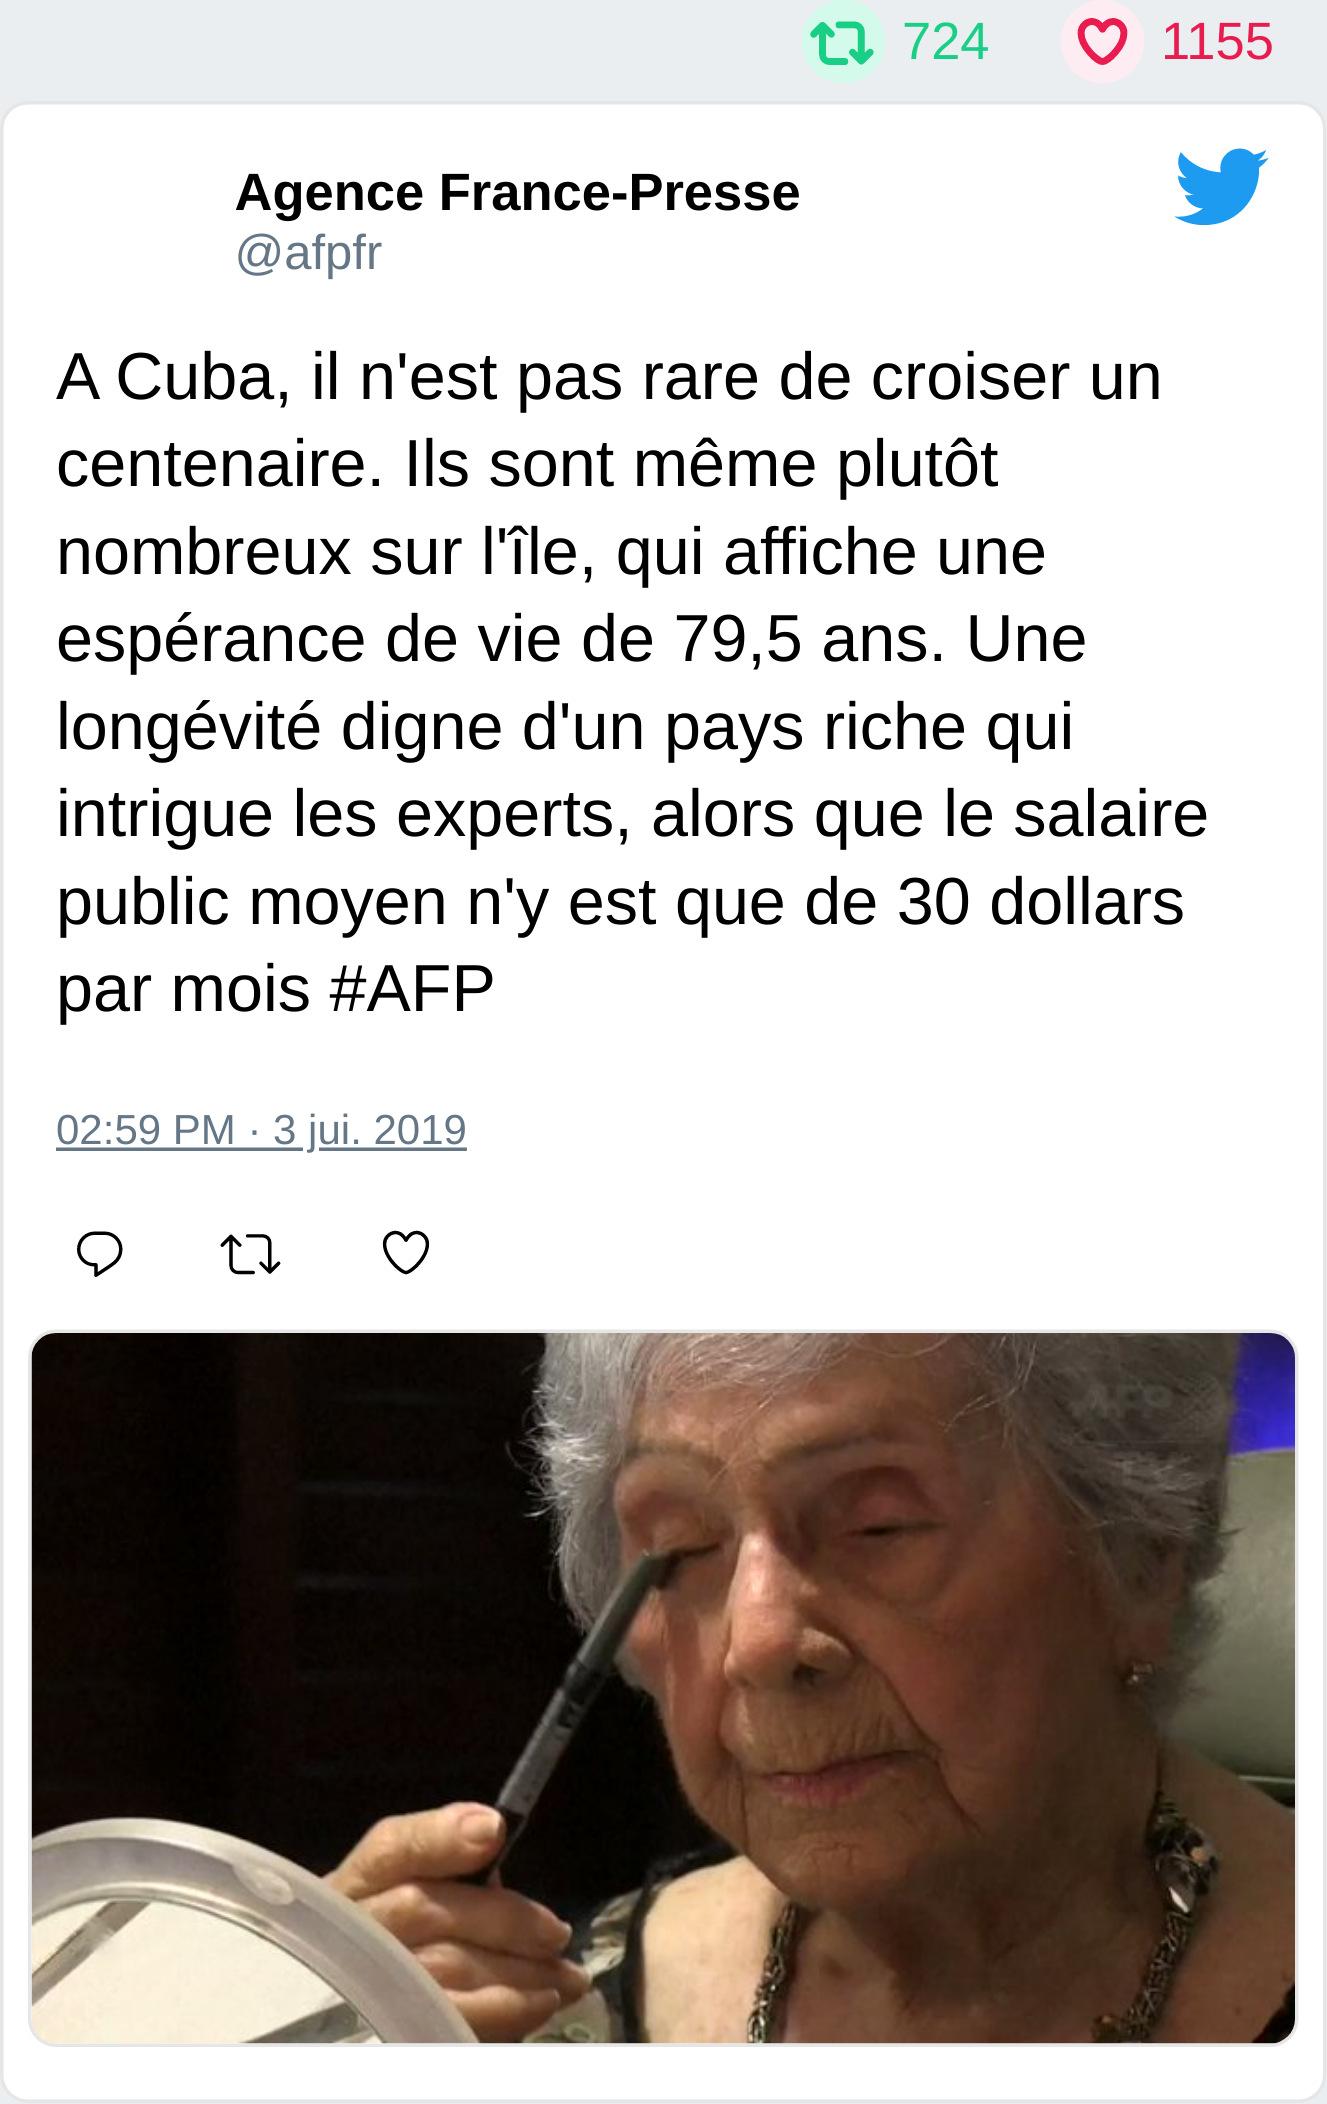 724 1155
Agence France-Presse
@afpfr
A Cuba, il n'est pas rare de croiser un
centenaire. Ils sont même plutôt
nombreux sur l'île, qui affiche une
espérance de vie de 79,5 ans. Une
longévité digne d'un pays riche qui
intrigue les experts, alors que le salaire
public moyen n'y est que de 30 dollars
par mois #AFP
02:59 PM · 3 jui. 2019